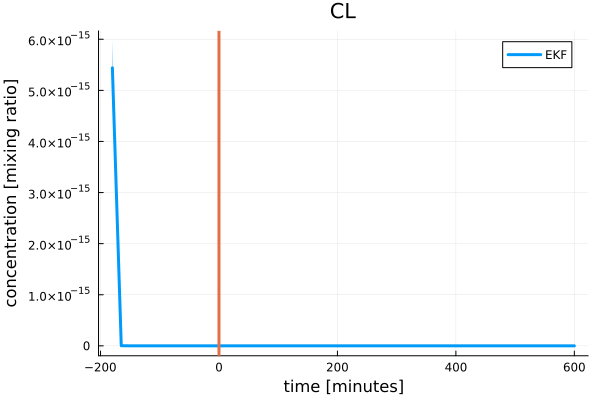 CL
EKF
concentration [mixing ratio]
6.0×10⁻¹⁵
5.0×10⁻¹⁵
4.0×10⁻¹⁵
3.0×10⁻¹⁵
2.0×10⁻¹⁵
1.0×10⁻¹⁵
0
−200 0 200 400 600
time [minutes]